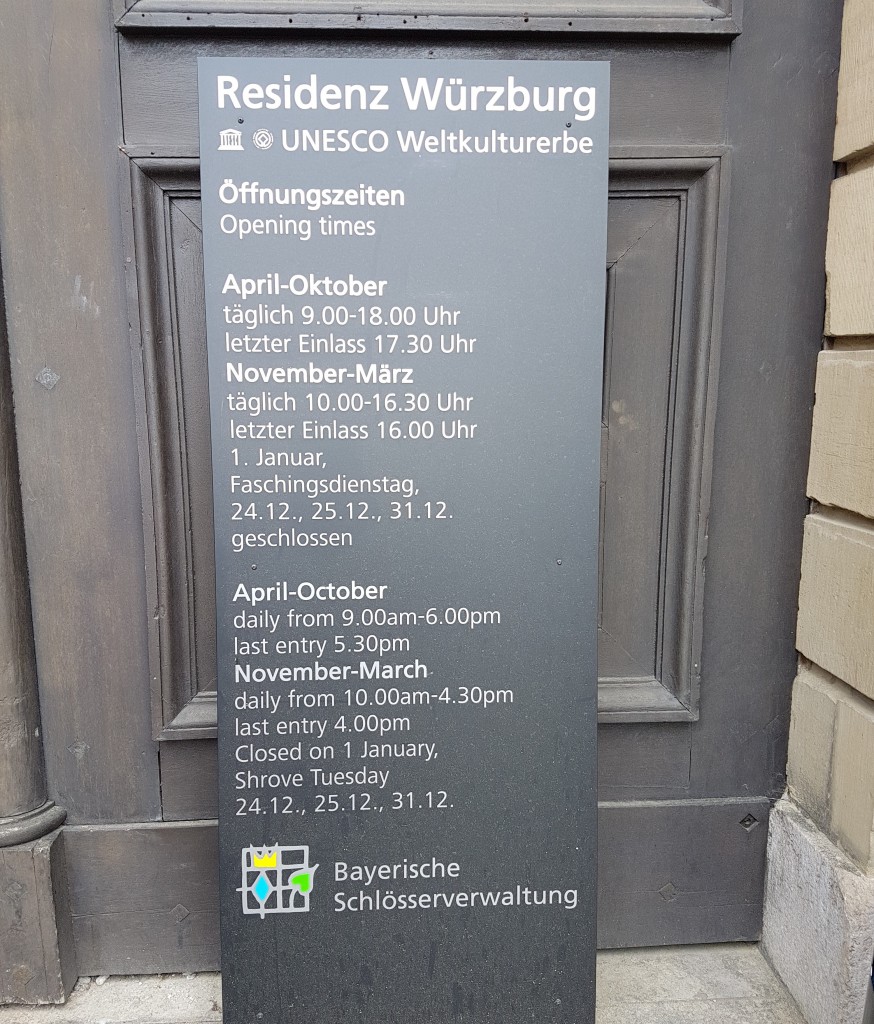 Residenz Würzburg
UNESCO Weltkulturerbe
Öffnungszeiten
Opening times
April-Oktober
täglich 9.00-18.00 Uhr
letzter Einlass 17.30 Uhr
November-März
täglich 10.00-16.30 Uhr
letzter Einlass 16.00 Uhr
1. Januar,
Faschingsdienstag,
24.12., 25.12., 31.12.
geschlossen
April-October
daily from 9.00am-6.00pm
last entry 5.30pm
November-March
daily from 10.00am-4.30pm
last entry 4.00pm
Closed on 1 January,
Shrove Tuesday
24.12., 25.12., 31.12.
Bayerische
Schlösserverwaltung